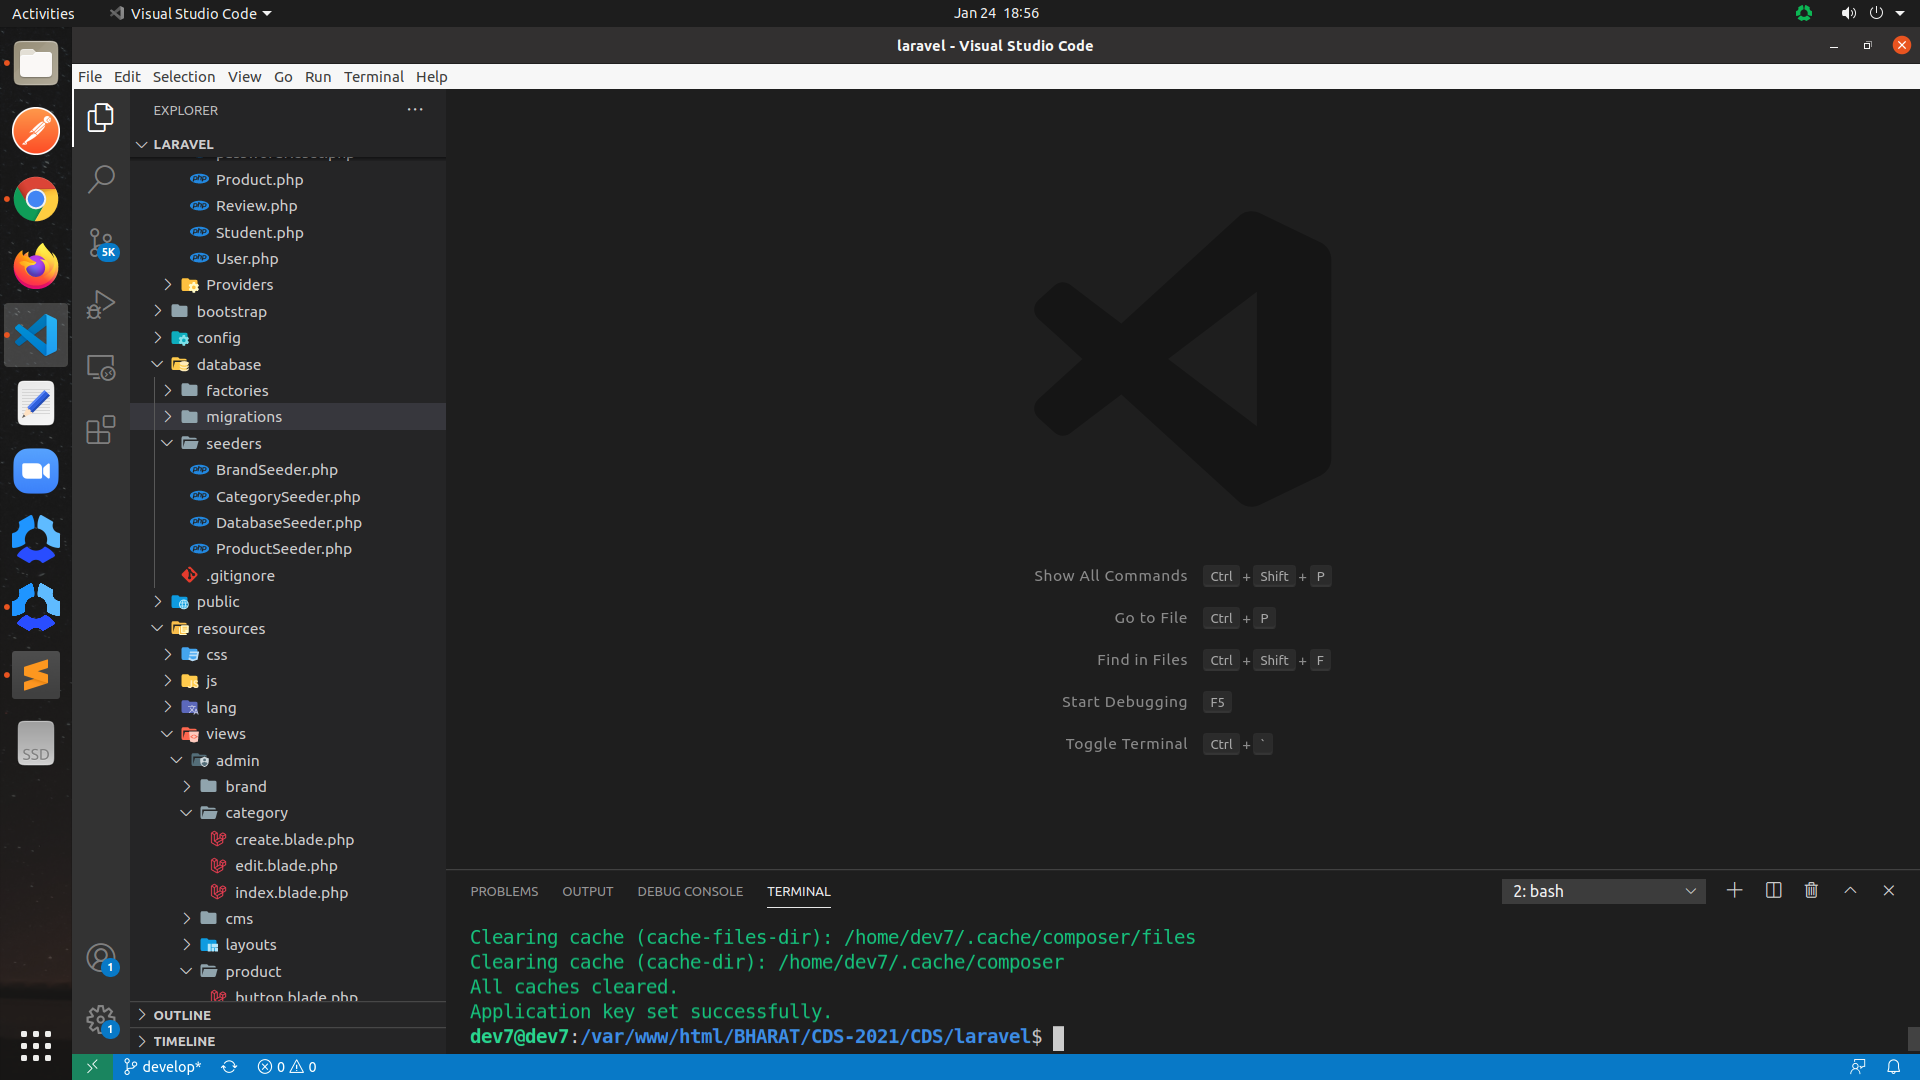 Activities
Visual Studio Code
Jan 24 18:56
laravel - Visual Studio Code
File Edit Selection View Go Run Terminal Help
EXPLORER
LARAVEL
Product.php
Review.php
Student.php
User.php
Providers
bootstrap
config
database
factories
migrations
seeders
BrandSeeder.php
CategorySeeder.php
DatabaseSeeder.php
ProductSeeder.php
.gitignore
public
resources
css
js
lang
views
admin
brand
category
create.blade.php
edit.blade.php
index.blade.php
cms
layouts
product
button.blade.php
OUTLINE
TIMELINE
5K
1
1
SSD
Show All Commands Ctrl + Shift + P
Go to File Ctrl + P
Find in Files Ctrl + Shift + F
Start Debugging F5
Toggle Terminal Ctrl + `
PROBLEMS OUTPUT DEBUG CONSOLE TERMINAL
2: bash
Clearing cache (cache-files-dir): /home/dev7/.cache/composer/files
Clearing cache (cache-dir): /home/dev7/.cache/composer
All caches cleared.
Application key set successfully.
dev7@dev7:/var/www/html/BHARAT/CDS-2021/CDS/laravel$
develop* 0 0